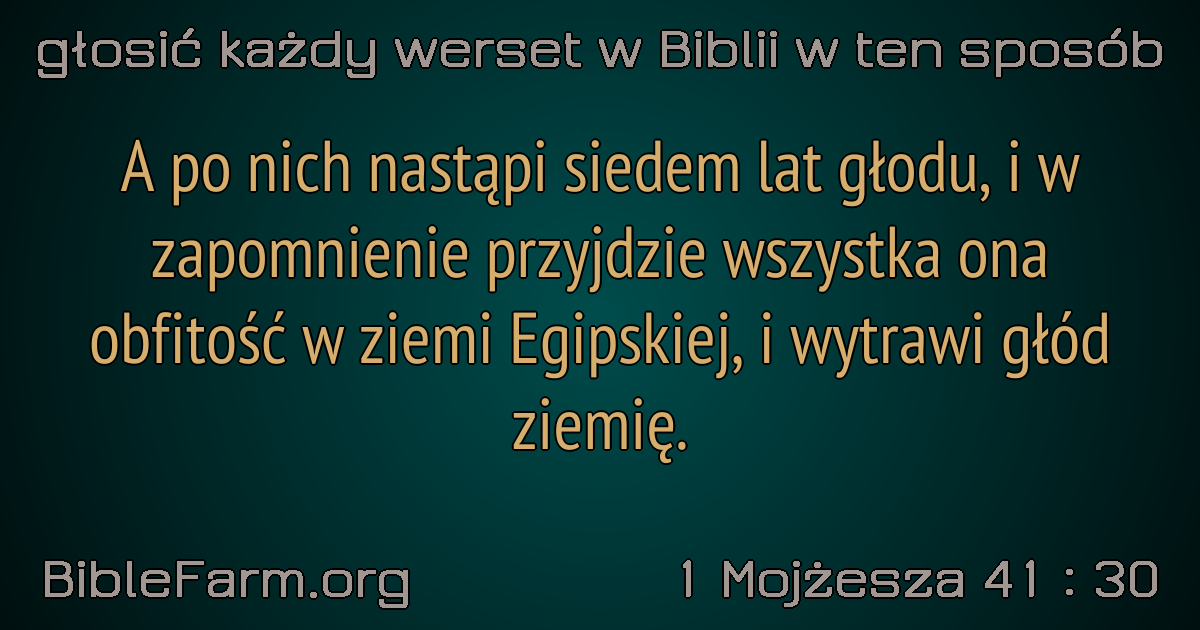 głosić każdy werset w Biblii w ten sposób
A po nich nastąpi siedem lat głodu, i w
zapomnienie przyjdzie wszystka ona
obfitość w ziemi Egipskiej, i wytrawi głód
ziemię.
BibleFarm.org
1 Mojżesza 41 : 30